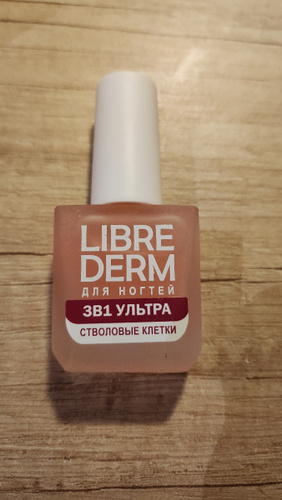 LIBRE
DERM
ДЛЯ НОГТЕЙ
3В1 УЛЬТРА
СТВОЛОВЫЕ КЛЕТКИ